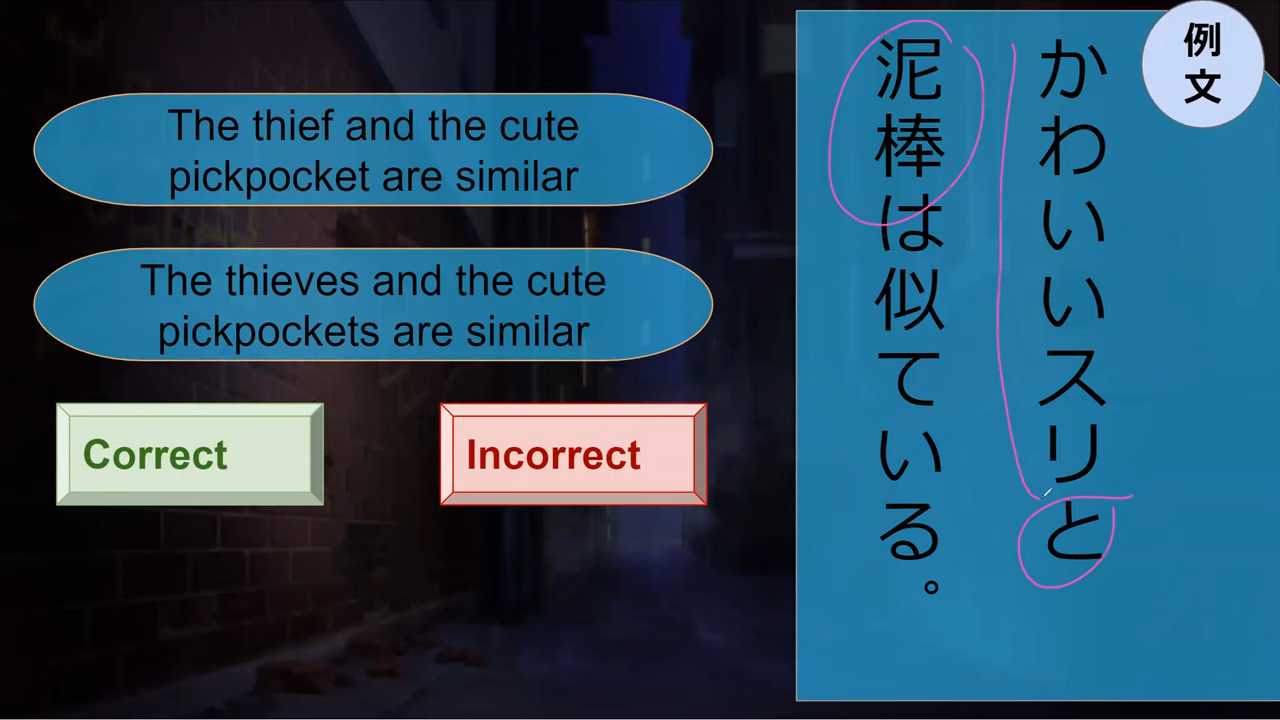 The thief and the cute
pickpocket are similar
The thieves and the cute
pickpockets are similar
Correct
Incorrect
例
文
かわいいスリと
泥棒は似ている。